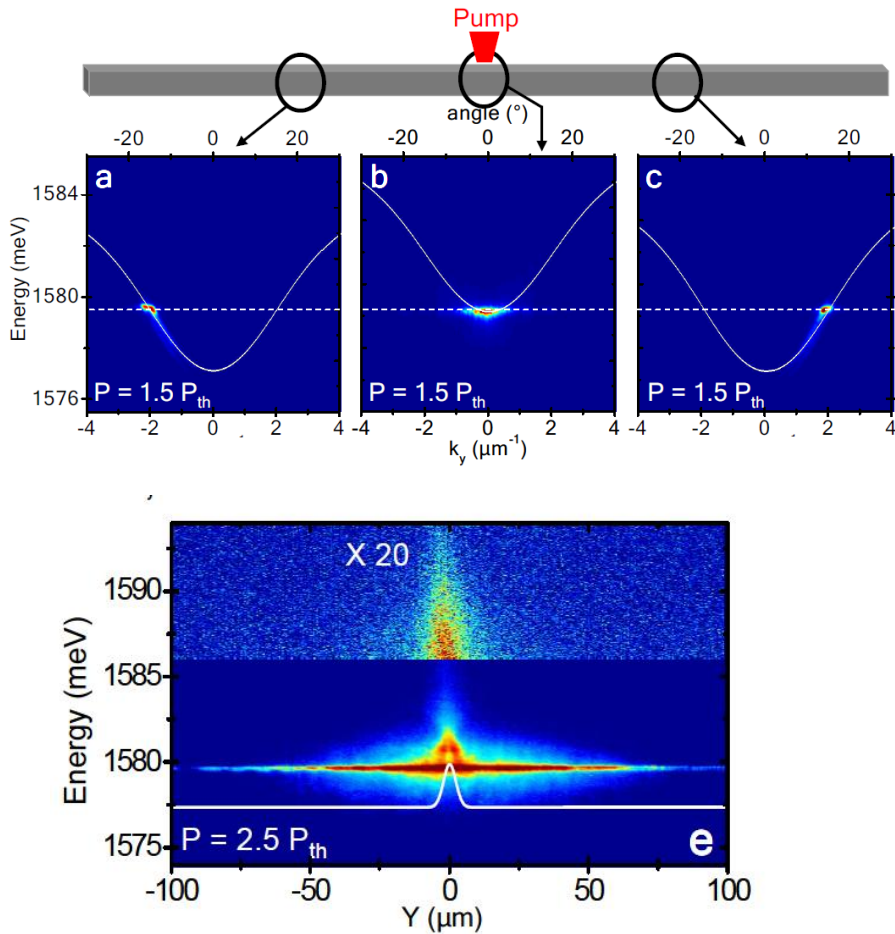 Pump
angle (°)
-20 0 20 -20 0 20 -20 0 20
a b c
Energy (meV)
1584
1580
1576
P = 1.5 P_th P = 1.5 P_th P = 1.5 P_th
-4 -2 0 2 4 -2 0 2 4 -2 0 2 4
k_y (µm⁻¹)
X 20
Energy (meV)
1590
1585
1580
1575
P = 2.5 P_th e
-100 -50 0 50 100
Y (µm)